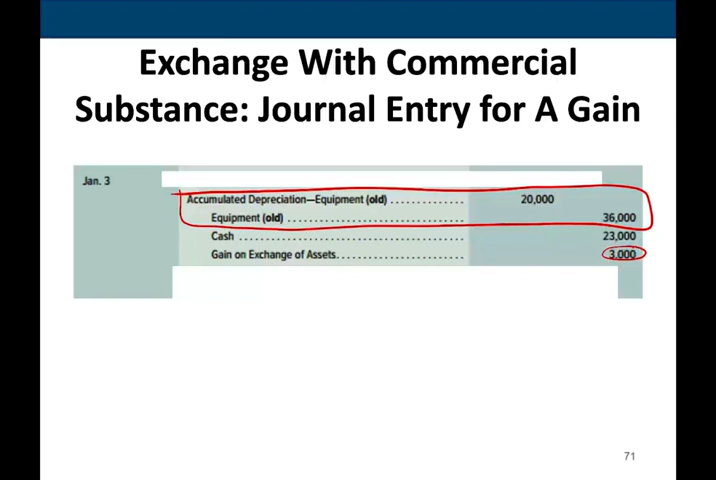 Exchange With Commercial
Substance: Journal Entry for A Gain
Jan. 3
Accumulated Depreciation—Equipment (old) . . . . . . . . . . . . . . 20,000
Equipment (old) . . . . . . . . . . . . . . . . . . . . . . . . . . . . . . . . . 36,000
Cash . . . . . . . . . . . . . . . . . . . . . . . . . . . . . . . . . . . . . . . . . . 23,000
Gain on Exchange of Assets. . . . . . . . . . . . . . . . . . . . . . . . 3,000
71